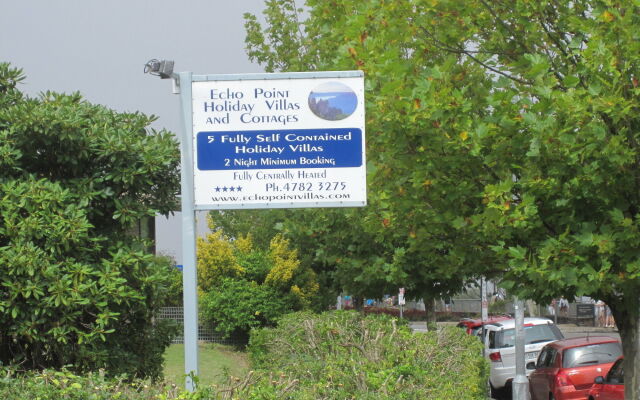 Echo Point
Holiday Villas
and Cottages
5 Fully Self Contained
Holiday Villas
2 Night Minimum Booking
Fully Centrally Heated
★★★★ Ph. 4782 3275
www.echopointvillas.com